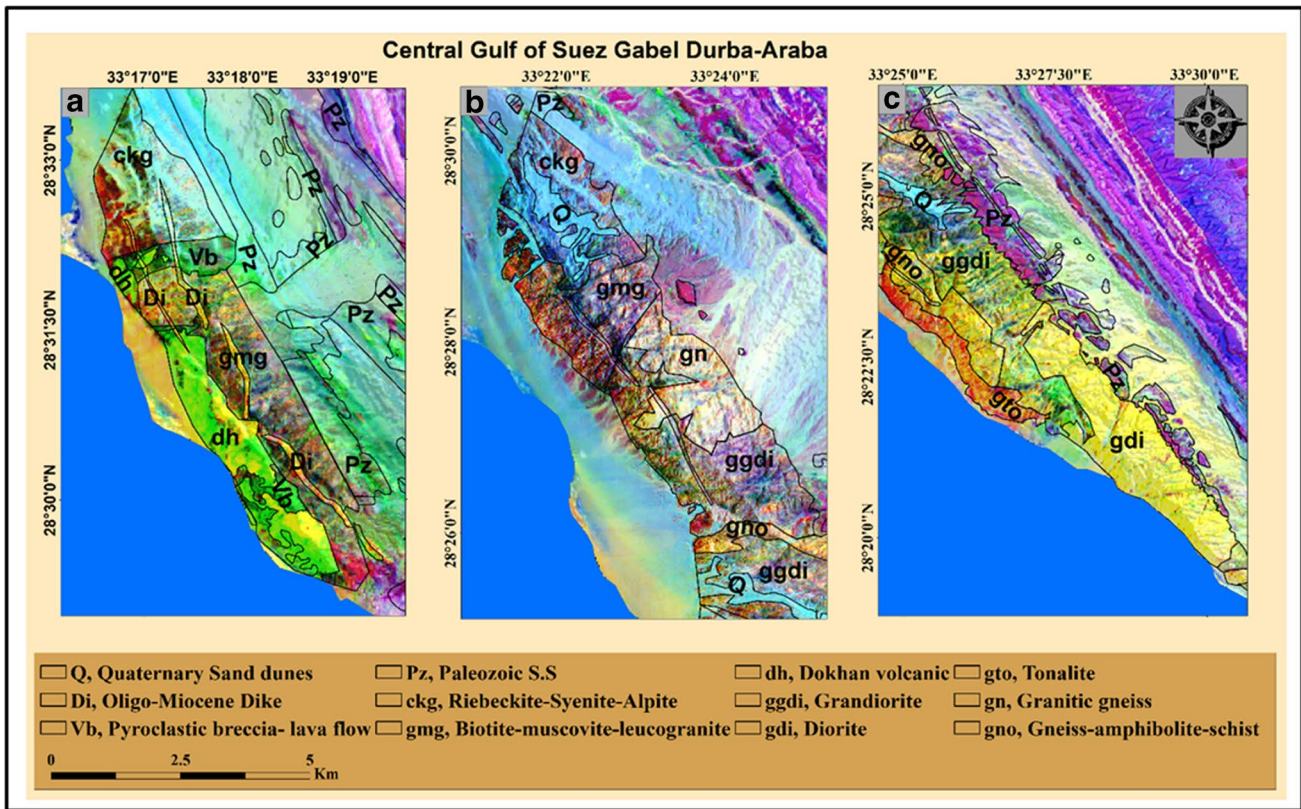 Central Gulf of Suez Gabel Durba-Araba
33°17'0"E 33°18'0"E 33°19'0"E
33°22'0"E 33°24'0"E
33°25'0"E 33°27'30"E 33°30'0"E
a
28°33'0"N
28°31'30"N
28°30'0"N
ckg
Pz
Pz
Pz
Pz
Vb
dh
Di
Di
Pz
Pz
gmg
dh
Di
Pz
Vb
b
28°30'0"N
28°28'0"N
28°26'0"N
Pz
ckg
Q
gmg
gn
ggdi
gno
ggdi
Q
c
28°25'0"N
28°22'30"N
28°20'0"N
gno
Q
Pz
ggdi
gno
Pz
gto
gdi
Q, Quaternary Sand dunes
Di, Oligo-Miocene Dike
Vb, Pyroclastic breccia- lava flow
Pz, Paleozoic S.S
ckg, Riebeckite-Syenite-Alpite
gmg, Biotite-muscovite-leucogranite
dh, Dokhan volcanic
ggdi, Grandiorite
gdi, Diorite
gto, Tonalite
gn, Granitic gneiss
gno, Gneiss-amphibolite-schist
0 2.5 5
Km